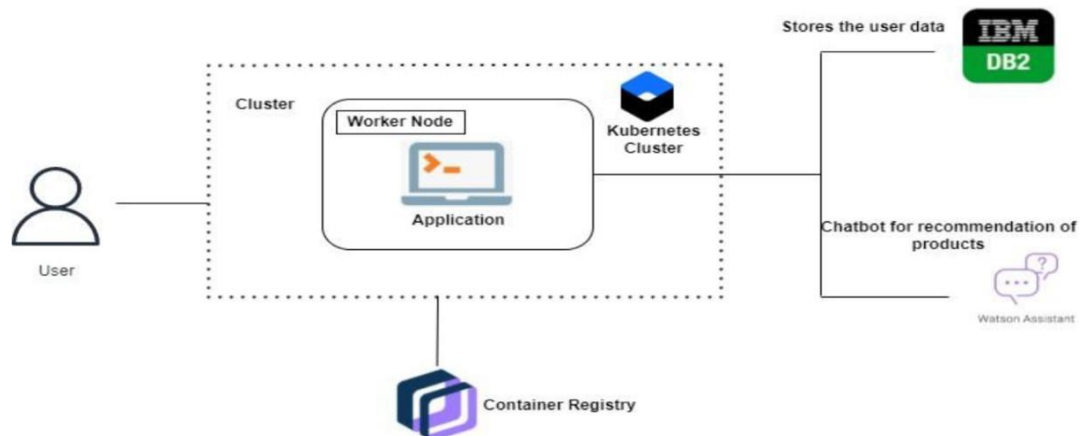 Stores the user data
IBM
DB2
Cluster
Worker Node
Kubernetes
Cluster
>_
Application
User
Chatbot for recommendation of
products
?
Watson Assistant
Container Registry